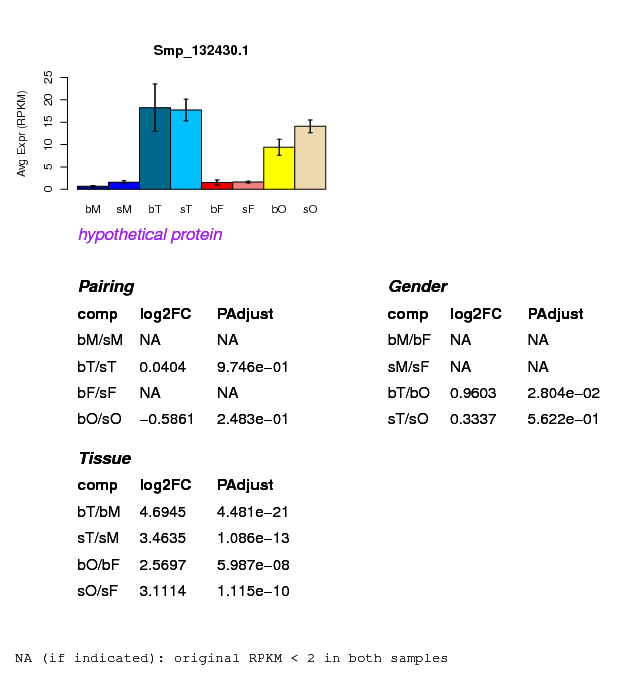 Smp_132430.1
Avg Expr (RPKM)
25
20
15
10
5
0
bM sM bT sT bF sF bO sO
hypothetical protein
Pairing
comp log2FC PAdjust
bM/sM NA NA
bT/sT 0.0404 9.746e−01
bF/sF NA NA
bO/sO −0.5861 2.483e−01
Gender
comp log2FC PAdjust
bM/bF NA NA
sM/sF NA NA
bT/bO 0.9603 2.804e−02
sT/sO 0.3337 5.622e−01
Tissue
comp log2FC PAdjust
bT/bM 4.6945 4.481e−21
sT/sM 3.4635 1.086e−13
bO/bF 2.5697 5.987e−08
sO/sF 3.1114 1.115e−10
NA (if indicated): original RPKM < 2 in both samples